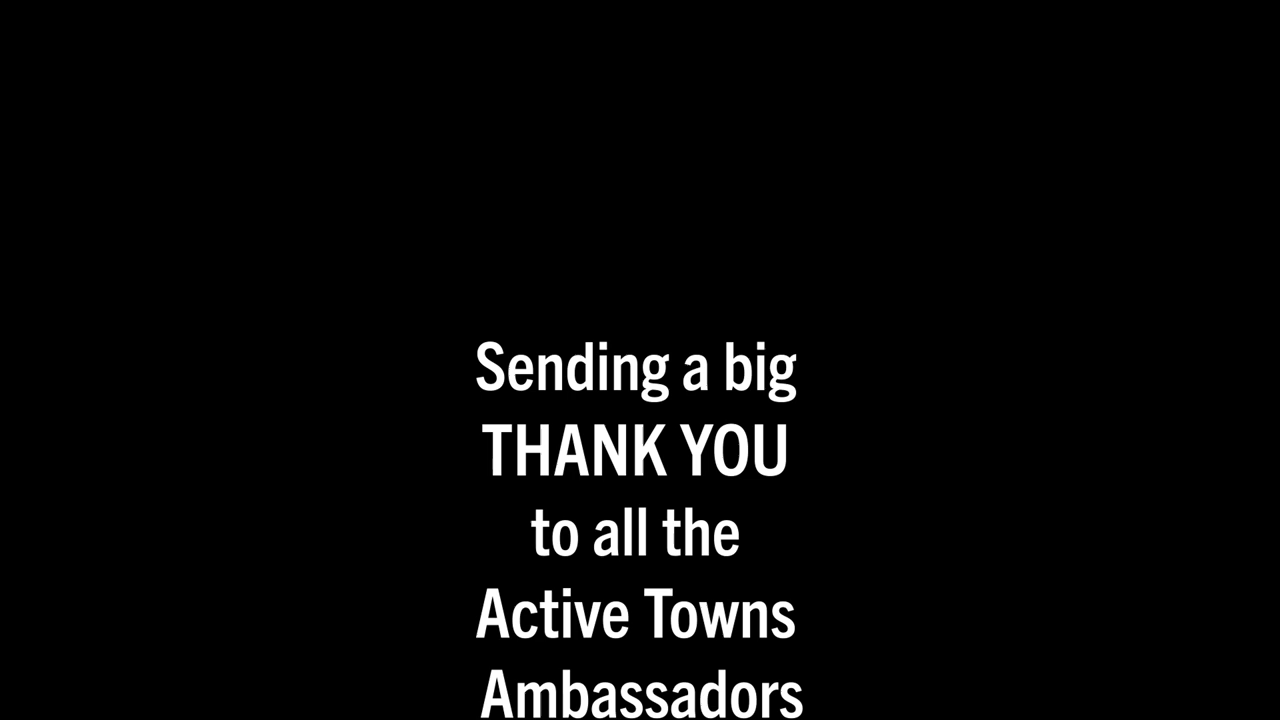 Sending a big
THANK YOU
to all the
Active Towns
Ambassadors